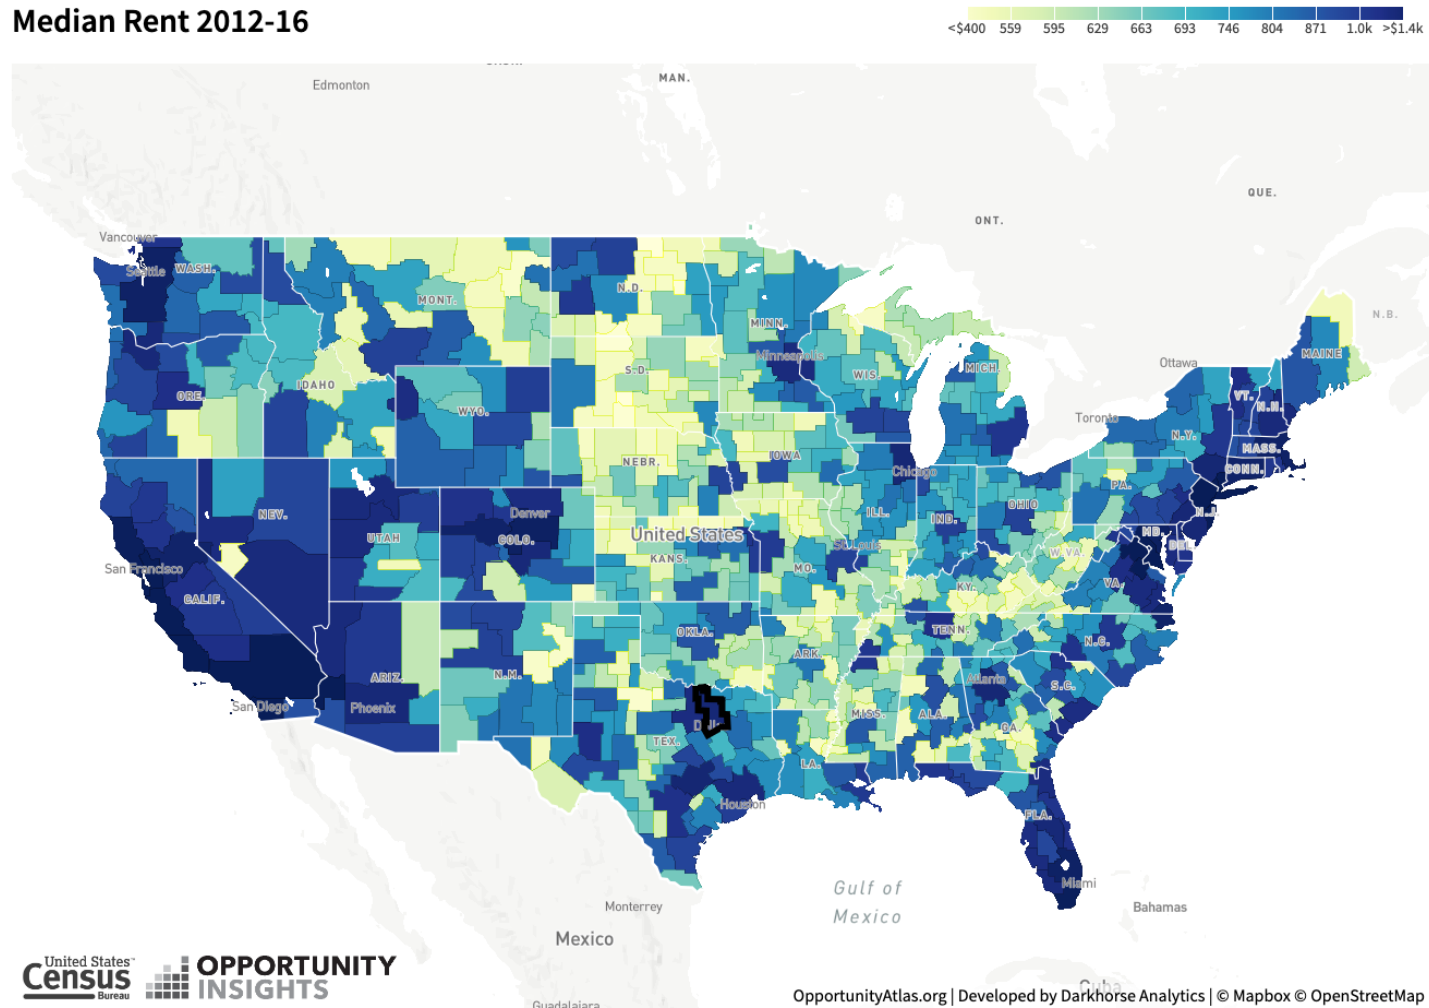 Median Rent 2012-16
<$400 559 595 629 663 693 746 804 871 1.0k >$1.4k
MAN.
Edmonton
QUE.
ONT.
Vancouver
Seattle
WASH.
N.D.
MONT.
MINN.
N.B.
Minneapolis
MAINE
Ottawa
S.D.
WIS.
MICH.
IDAHO
ORE.
VT.
N.H.
WYO.
Toronto
N.Y.
MASS.
IOWA
NEBR.
Chicago
CONN.
PA.
OHIO
NEV.
Denver
ILL.
IND.
N.J.
UTAH
COLO.
United States
MD.
DEL.
St. Louis
W.VA.
KANS.
San Francisco
MO.
VA.
KY.
CALIF.
OKLA.
TENN.
N.C.
ARK.
ARIZ.
N.M.
Atlanta
S.C.
San Diego
Phoenix
MISS.
ALA.
GA.
TEX.
LA.
Houston
FLA.
Miami
Gulf of
Mexico
Monterrey
Bahamas
Mexico
Cuba
Guadalajara
United States™
Census
Bureau
OPPORTUNITY
INSIGHTS
OpportunityAtlas.org | Developed by Darkhorse Analytics | © Mapbox © OpenStreetMap